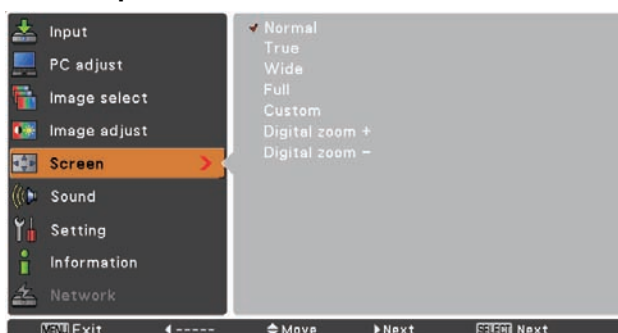 Input
PC adjust
Image select
Image adjust
Screen
Sound
Setting
Information
Network
Normal
True
Wide
Full
Custom
Digital zoom +
Digital zoom –
MENU Exit ◀----- ◆Move ▶Next SELECT Next